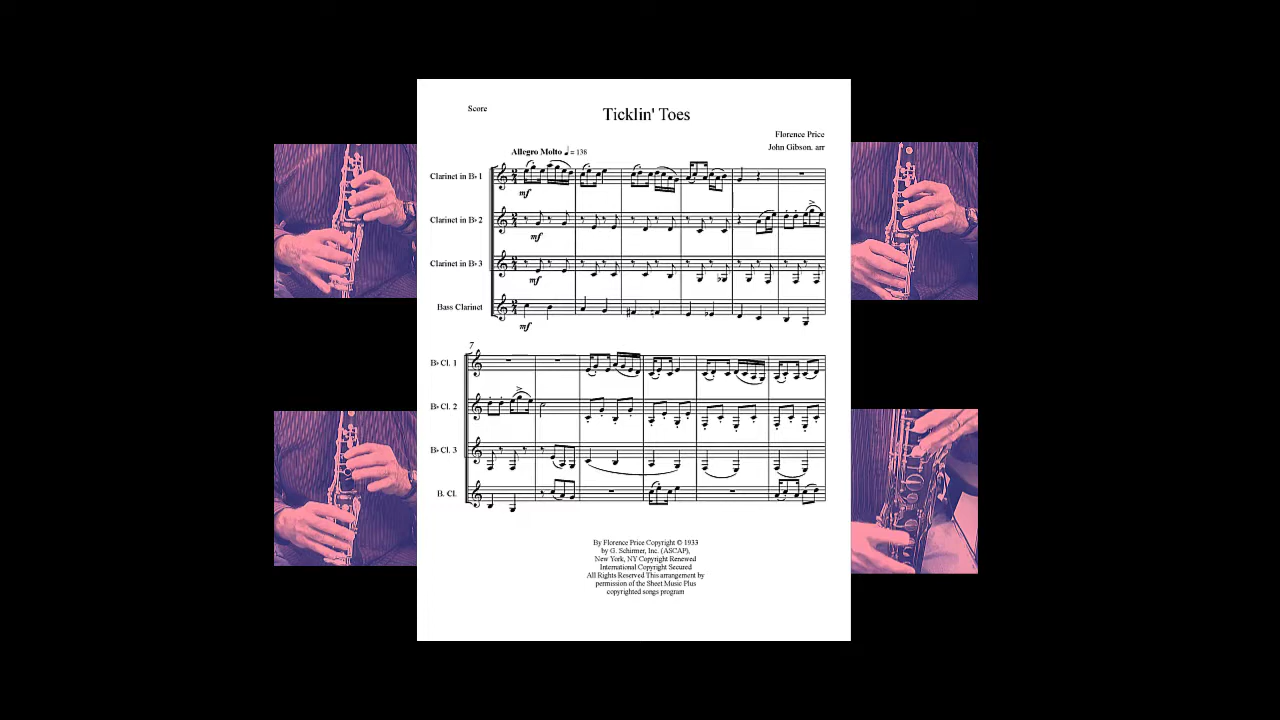 Score
Ticklin' Toes
Florence Price
John Gibson. arr
Allegro Molto ♩= 138
Clarinet in B♭ 1
mf
Clarinet in B♭ 2
mf
Clarinet in B♭ 3
mf
Bass Clarinet
mf
7
B♭ Cl. 1
B♭ Cl. 2
B♭ Cl. 3
B. Cl.
By Florence Price Copyright © 1933
by G. Schirmer, Inc. (ASCAP),
New York, NY Copyright Renewed
International Copyright Secured
All Rights Reserved This arrangement by
permission of the Sheet Music Plus
copyrighted songs program